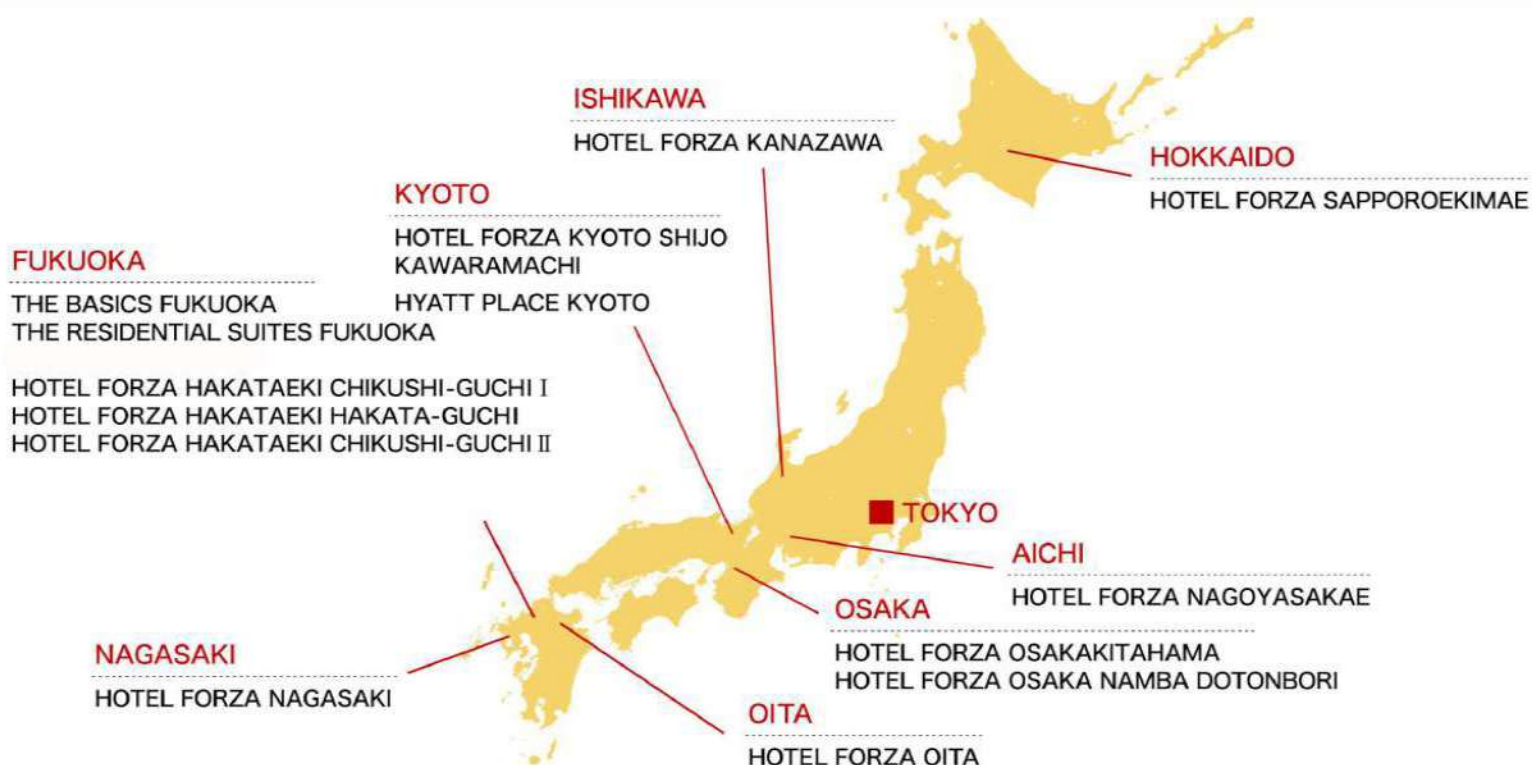 ISHIKAWA
HOTEL FORZA KANAZAWA
HOKKAIDO
HOTEL FORZA SAPPOROEKIMAE
KYOTO
HOTEL FORZA KYOTO SHIJO
KAWARAMACHI
HYATT PLACE KYOTO
FUKUOKA
THE BASICS FUKUOKA
THE RESIDENTIAL SUITES FUKUOKA
HOTEL FORZA HAKATAEKI CHIKUSHI-GUCHI Ⅰ
HOTEL FORZA HAKATAEKI HAKATA-GUCHI
HOTEL FORZA HAKATAEKI CHIKUSHI-GUCHI Ⅱ
TOKYO
AICHI
HOTEL FORZA NAGOYASAKAE
OSAKA
HOTEL FORZA OSAKAKITAHAMA
HOTEL FORZA OSAKA NAMBA DOTONBORI
NAGASAKI
HOTEL FORZA NAGASAKI
OITA
HOTEL FORZA OITA